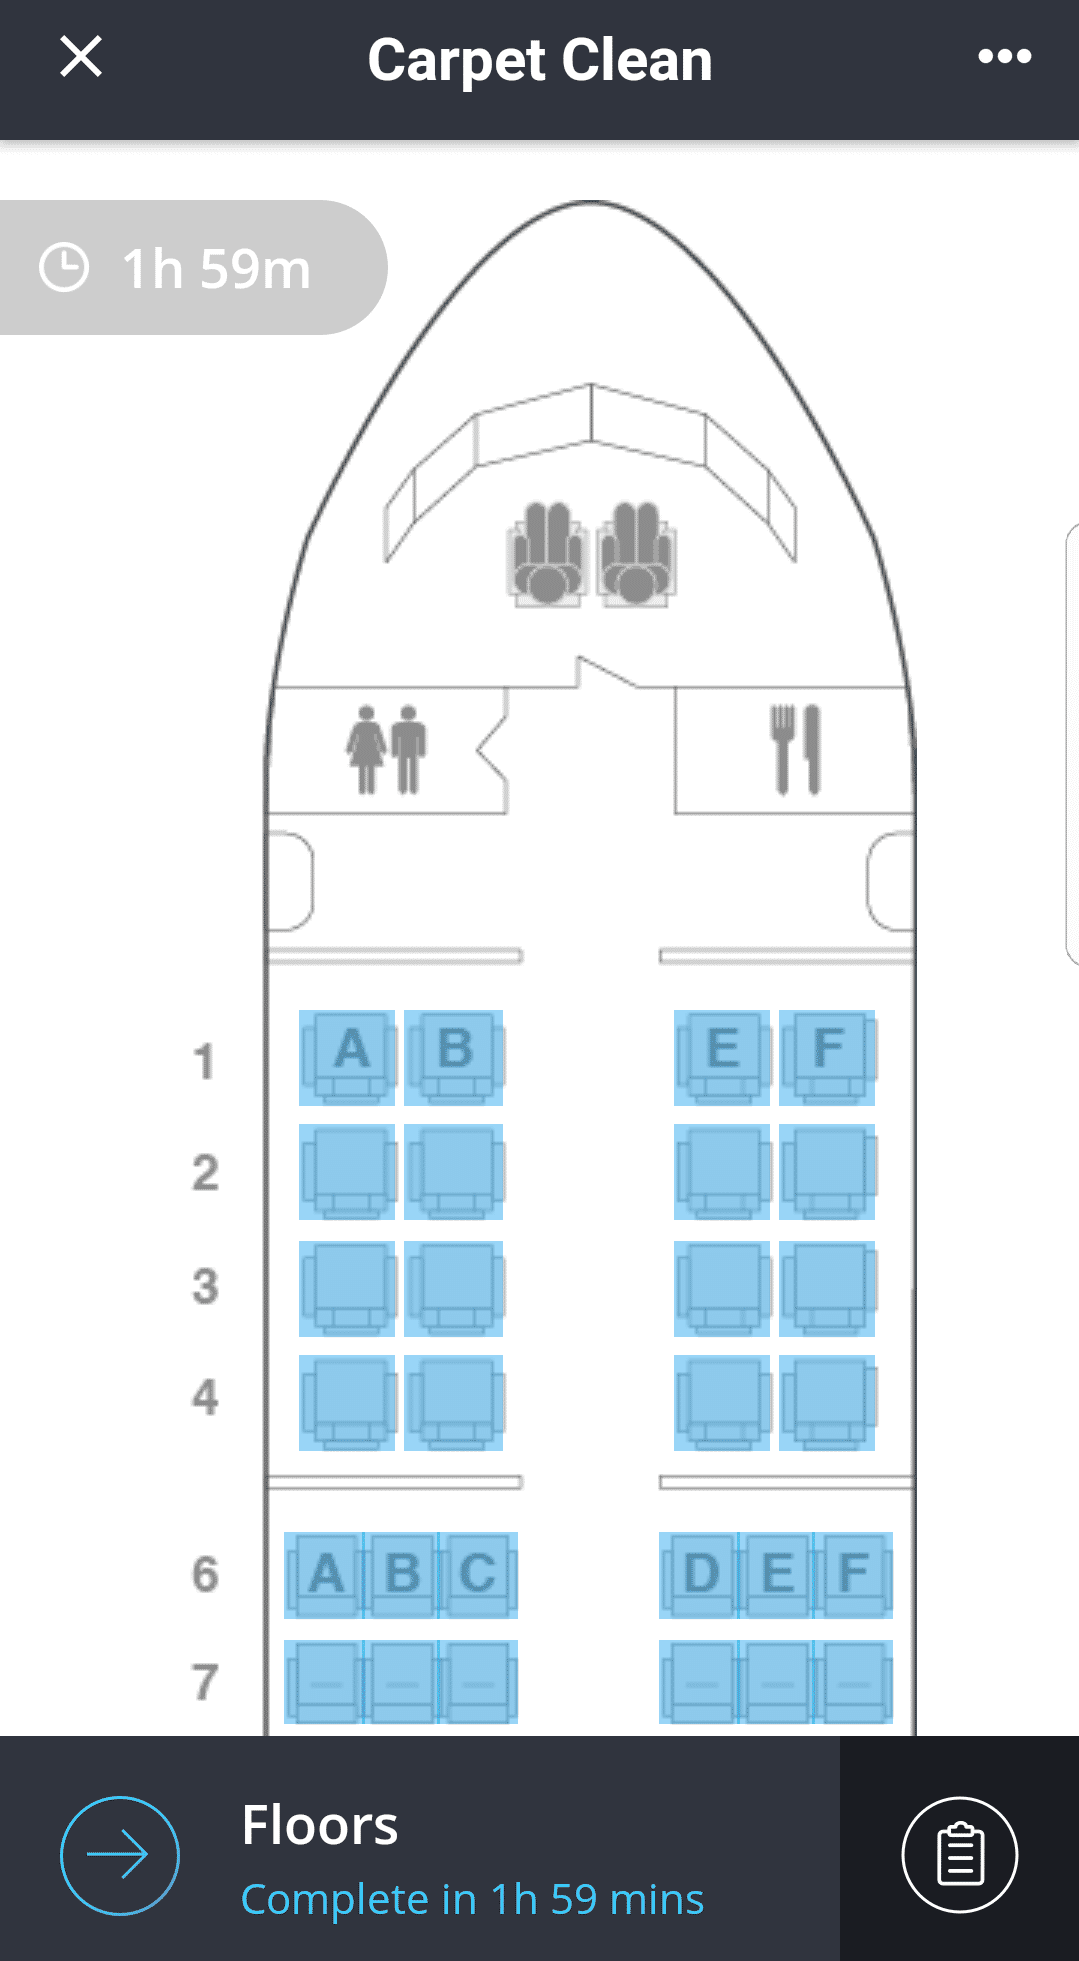 Carpet Clean
1h 59m
1 A B E F
2
3
4
6 A B C D E F
7
Floors
Complete in 1h 59 mins